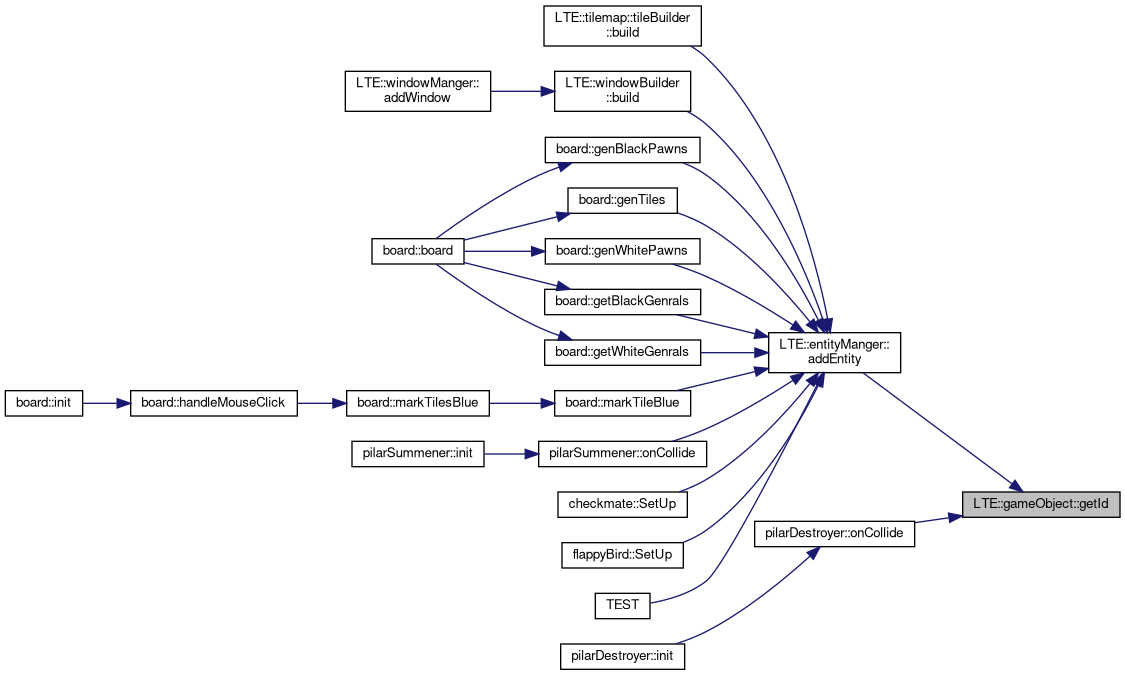 LTE::tilemap::tileBuilder
::build
LTE::windowManger::
addWindow
LTE::windowBuilder
::build
board::genBlackPawns
board::genTiles
board::board
board::genWhitePawns
board::getBlackGenrals
LTE::entityManger::
addEntity
board::getWhiteGenrals
board::init
board::handleMouseClick
board::markTilesBlue
board::markTileBlue
pilarSummener::init
pilarSummener::onCollide
checkmate::SetUp
LTE::gameObject::getId
pilarDestroyer::onCollide
flappyBird::SetUp
TEST
pilarDestroyer::init